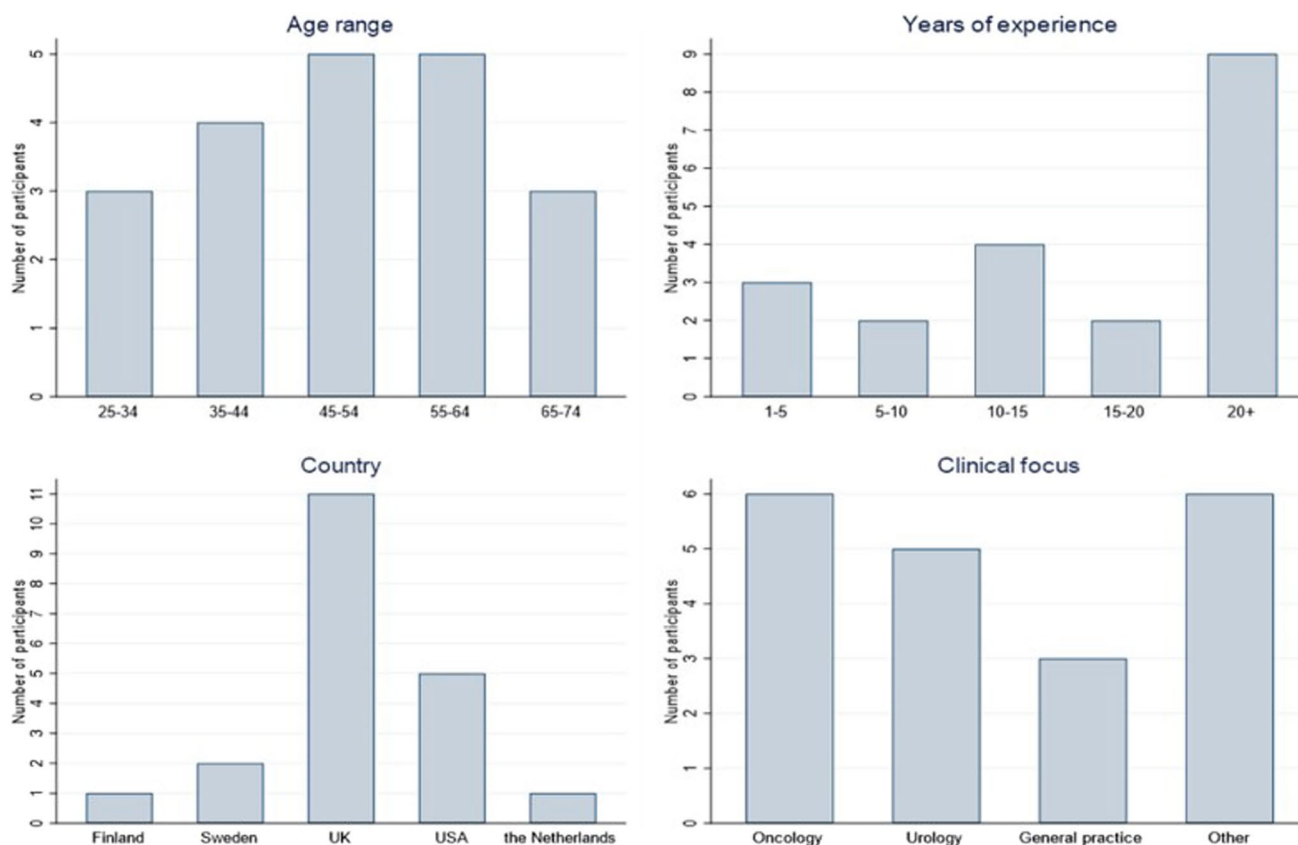 Age range
Number of participants
5
4
3
2
1
0
25-34 35-44 45-54 55-64 65-74
Years of experience
Number of participants
9
8
7
6
5
4
3
2
1
0
1-5 5-10 10-15 15-20 20+
Country
Number of participants
11
10
9
8
7
6
5
4
3
2
1
0
Finland Sweden UK USA the Netherlands
Clinical focus
Number of participants
6
5
4
3
2
1
0
Oncology Urology General practice Other